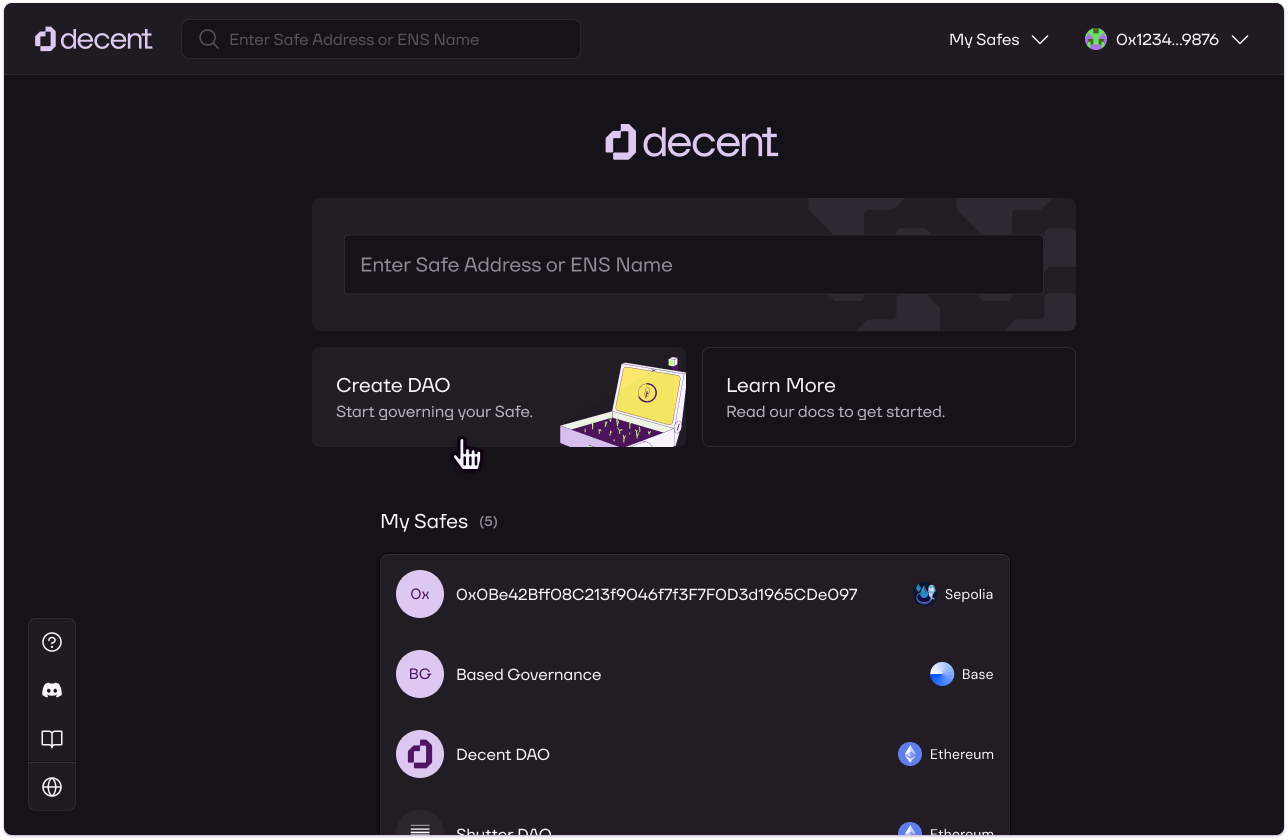 decent
Enter Safe Address or ENS Name
My Safes
0x1234...9876
decent
Enter Safe Address or ENS Name
Create DAO
Start governing your Safe.
Learn More
Read our docs to get started.
My Safes (5)
0x
0x0Be42Bff08C213f9046f7f3F7F0D3d1965CDe097
Sepolia
BG
Based Governance
Base
Decent DAO
Ethereum
Shutter DAO
Ethereum